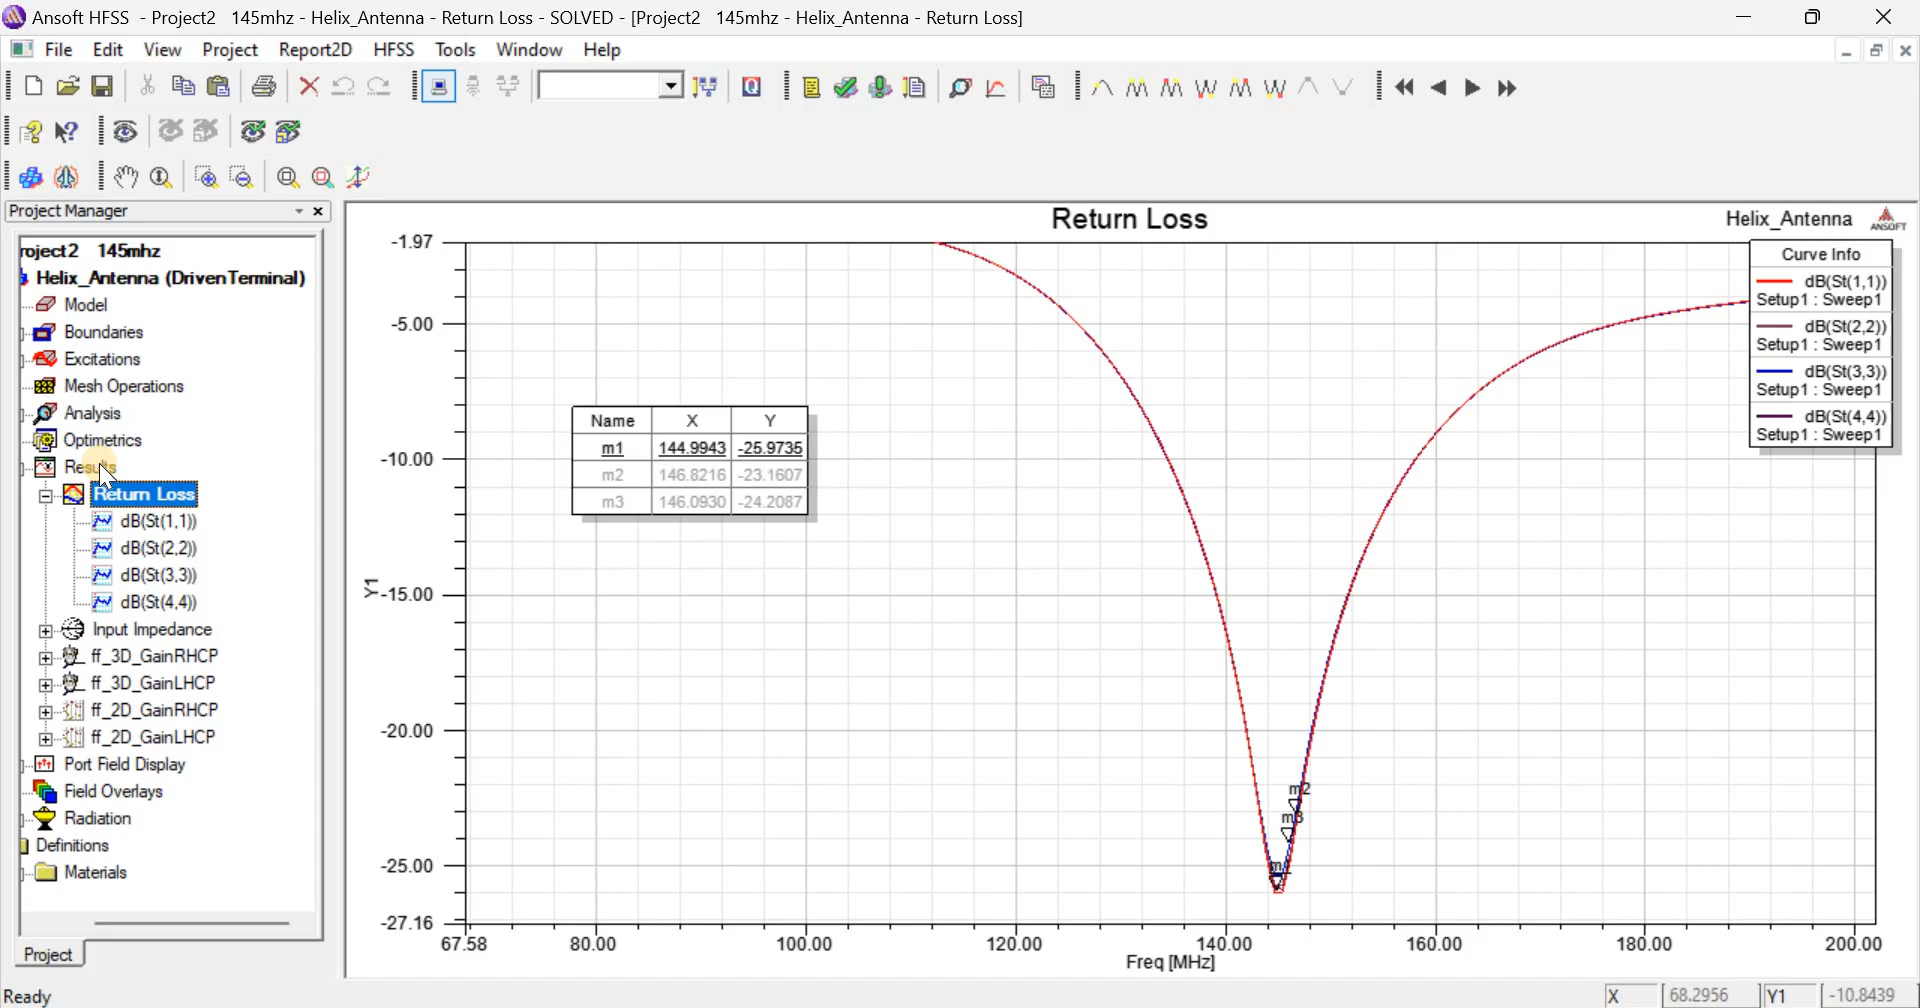 Ansoft HFSS - Project2 145mhz - Helix_Antenna - Return Loss - SOLVED - [Project2 145mhz - Helix_Antenna - Return Loss]
File Edit View Project Report2D HFSS Tools Window Help
Project Manager
roject2 145mhz
Helix_Antenna (DrivenTerminal)
Model
Boundaries
Excitations
Mesh Operations
Analysis
Optimetrics
Results
Return Loss
dB(St(1,1))
dB(St(2,2))
dB(St(3,3))
dB(St(4,4))
Input Impedance
ff_3D_GainRHCP
ff_3D_GainLHCP
ff_2D_GainRHCP
ff_2D_GainLHCP
Port Field Display
Field Overlays
Radiation
Definitions
Materials
Project
Return Loss
Helix_Antenna
ANSOFT
Curve Info
dB(St(1,1))
Setup1 : Sweep1
dB(St(2,2))
Setup1 : Sweep1
dB(St(3,3))
Setup1 : Sweep1
dB(St(4,4))
Setup1 : Sweep1
Name X Y
m1 144.9943 -25.9735
m2 146.8216 -23.1607
m3 146.0930 -24.2087
-1.97
-5.00
-10.00
-15.00
-20.00
-25.00
-27.16
Y1
m2
m3
67.58 80.00 100.00 120.00 140.00 160.00 180.00 200.00
Freq [MHz]
Ready
X 68.2956 Y1 -10.8439